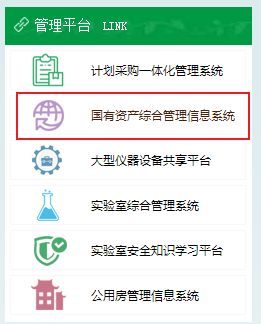 管理平台 LINK
计划采购一体化管理系统
国有资产综合管理信息系统
大型仪器设备共享平台
实验室综合管理系统
实验室安全知识学习平台
公用房管理信息系统